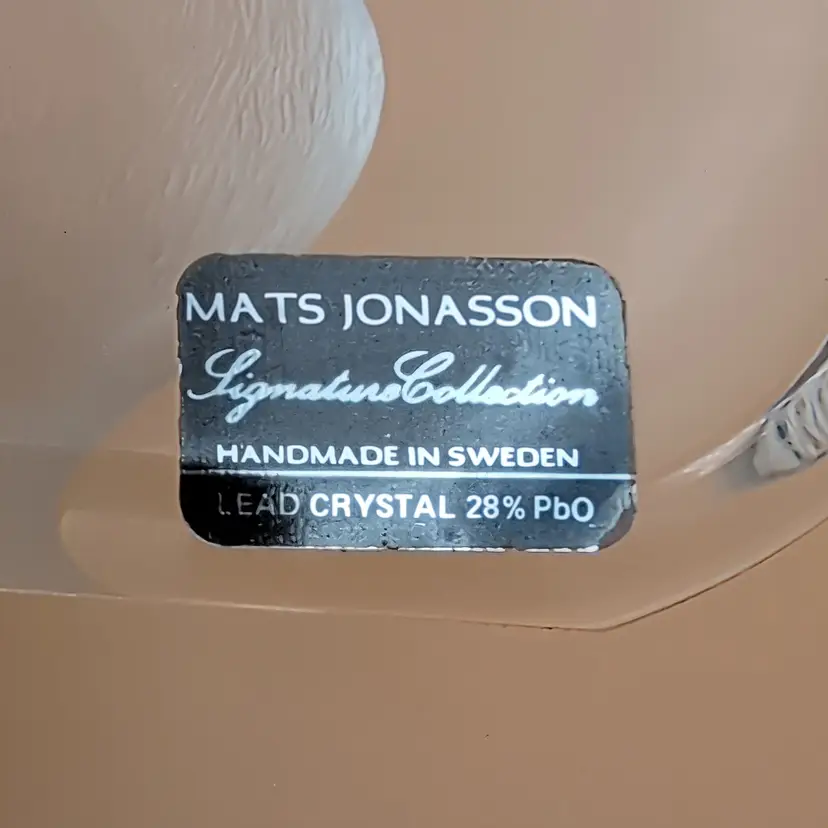 MATS JONASSON
Signature Collection
HANDMADE IN SWEDEN
LEAD CRYSTAL 28% PbO